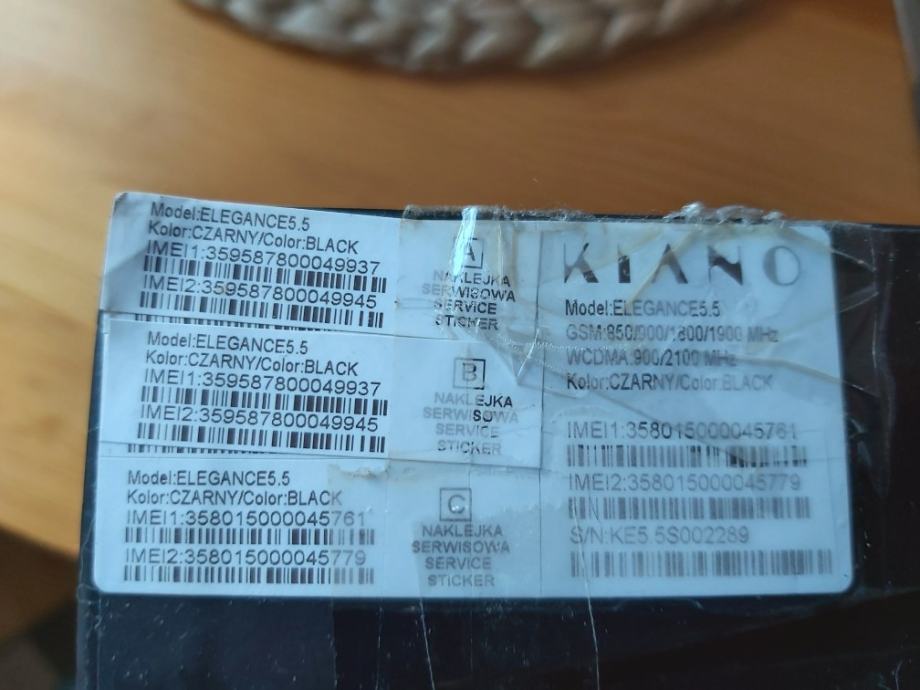 Model:ELEGANCE5.5
Kolor:CZARNY/Color:BLACK
IMEI1:359587800049937
IMEI2:359587800049945
A
NAKLEJKA
SERWISOWA
SERVICE
STICKER
Model:ELEGANCE5.5
Kolor:CZARNY/Color:BLACK
IMEI1:359587800049937
IMEI2:359587800049945
B
NAKLEJKA
SERWISOWA
SERVICE
STICKER
Model:ELEGANCE5.5
Kolor:CZARNY/Color:BLACK
IMEI1:358015000045761
IMEI2:358015000045779
C
NAKLEJKA
SERWISOWA
SERVICE
STICKER
KIANO
Model:ELEGANCE5.5
GSM:850/900/1800/1900 MHz
WCDMA:900/2100 MHz
Kolor:CZARNY/Color:BLACK
IMEI1:358015000045761
IMEI2:358015000045779
S/N:KE5.5S002289